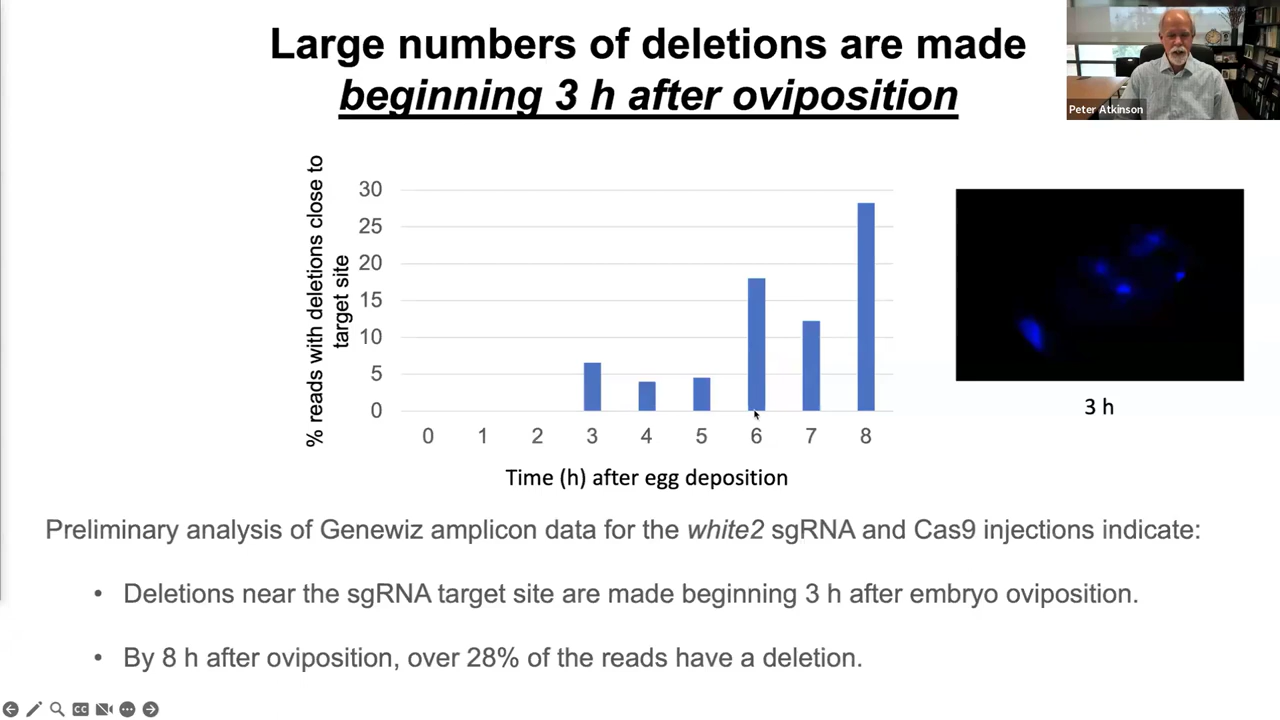 Large numbers of deletions are made
beginning 3 h after oviposition
Peter Atkinson
% reads with deletions close to
target site
30
25
20
15
10
5
0
0 1 2 3 4 5 6 7 8
Time (h) after egg deposition
3 h
Preliminary analysis of Genewiz amplicon data for the white2 sgRNA and Cas9 injections indicate:
• Deletions near the sgRNA target site are made beginning 3 h after embryo oviposition.
• By 8 h after oviposition, over 28% of the reads have a deletion.
CC